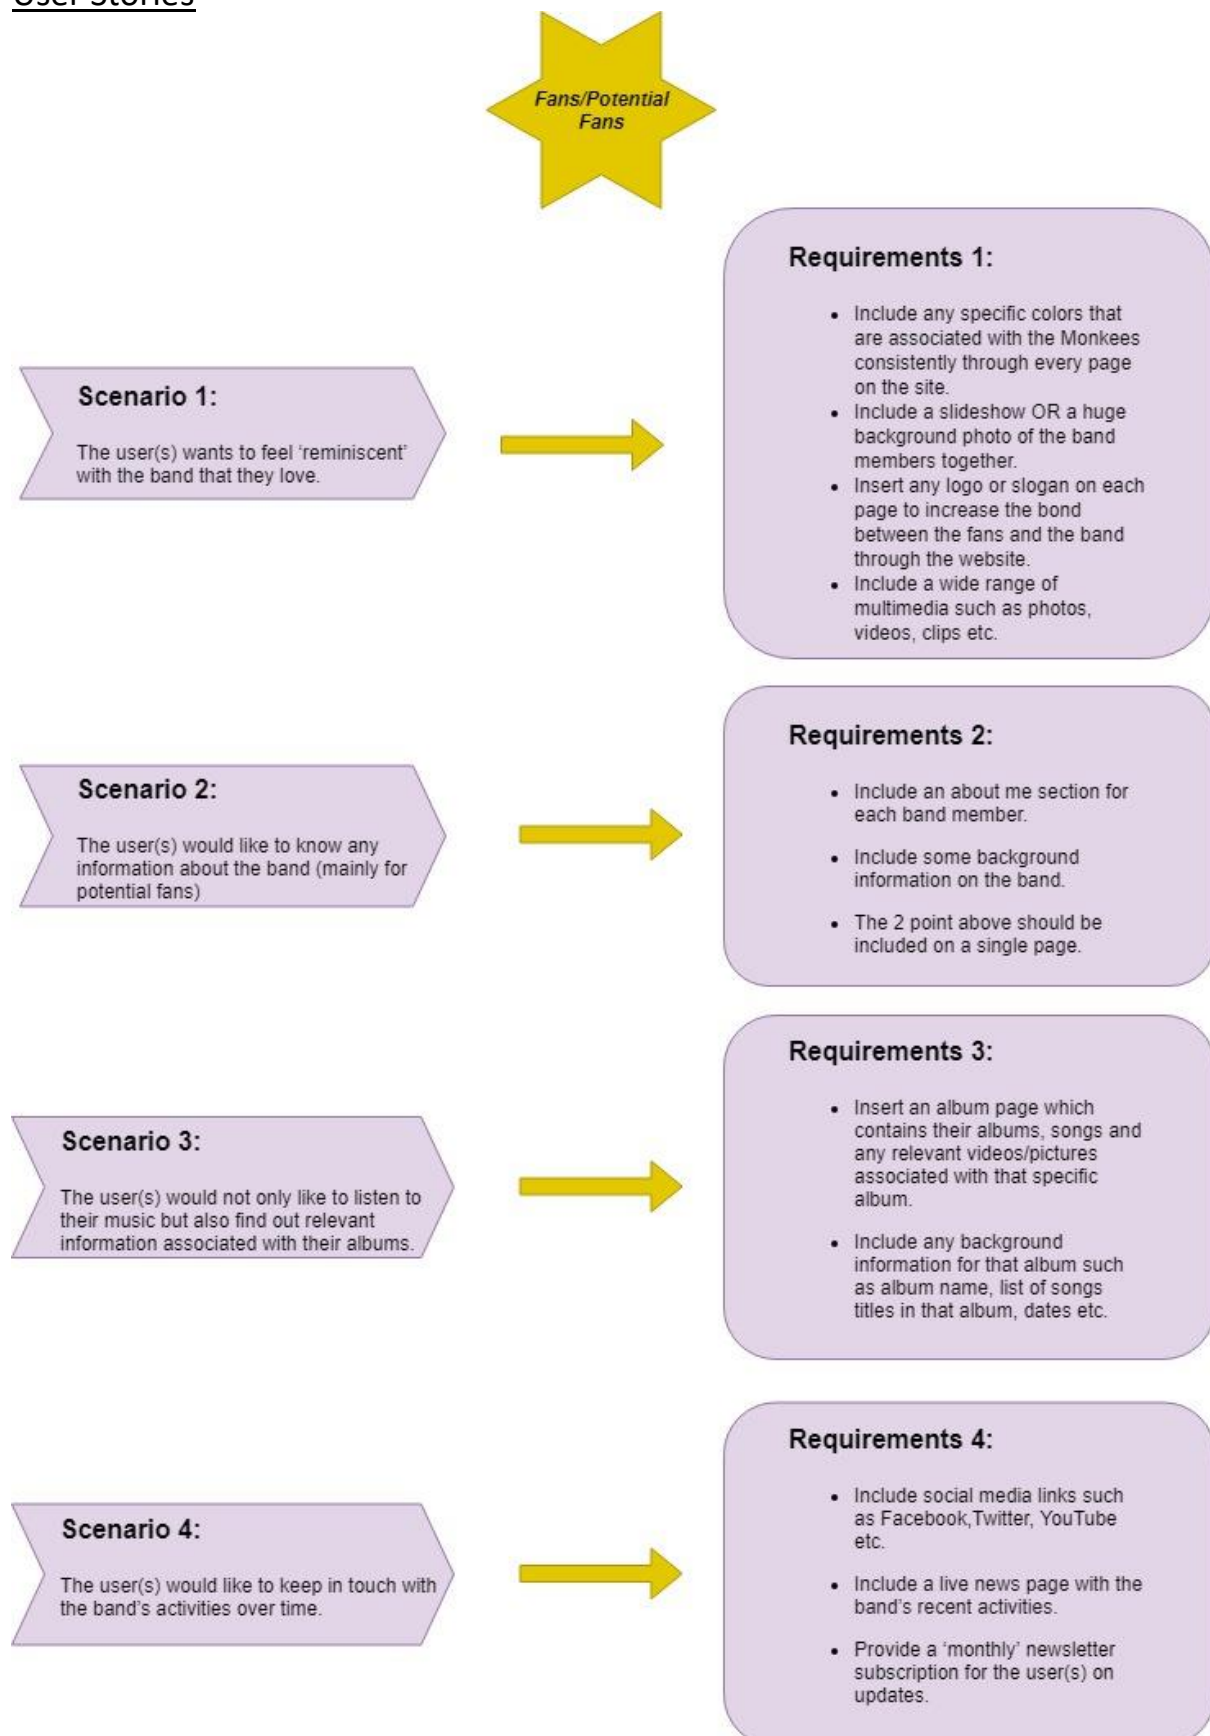 User Stories
Fans/Potential
Fans
Scenario 1:
The user(s) wants to feel ‘reminiscent’
with the band that they love.
Requirements 1:
• Include any specific colors that
are associated with the Monkees
consistently through every page
on the site.
• Include a slideshow OR a huge
background photo of the band
members together.
• Insert any logo or slogan on each
page to increase the bond
between the fans and the band
through the website.
• Include a wide range of
multimedia such as photos,
videos, clips etc.
Scenario 2:
The user(s) would like to know any
information about the band (mainly for
potential fans)
Requirements 2:
• Include an about me section for
each band member.
• Include some background
information on the band.
• The 2 point above should be
included on a single page.
Scenario 3:
The user(s) would not only like to listen to
their music but also find out relevant
information associated with their albums.
Requirements 3:
• Insert an album page which
contains their albums, songs and
any relevant videos/pictures
associated with that specific
album.
• Include any background
information for that album such
as album name, list of songs
titles in that album, dates etc.
Scenario 4:
The user(s) would like to keep in touch with
the band’s activities over time.
Requirements 4:
• Include social media links such
as Facebook,Twitter, YouTube
etc.
• Include a live news page with the
band’s recent activities.
• Provide a ‘monthly’ newsletter
subscription for the user(s) on
updates.